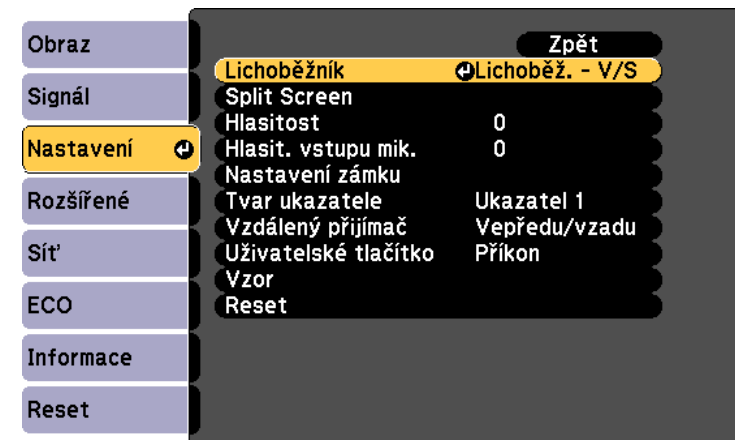 Obraz
Signál
Nastavení
Rozšířené
Síť
ECO
Informace
Reset
Zpět
Lichoběžník Lichoběž. - V/S
Split Screen
Hlasitost 0
Hlasit. vstupu mik. 0
Nastavení zámku
Tvar ukazatele Ukazatel 1
Vzdálený přijímač Vepředu/vzadu
Uživatelské tlačítko Příkon
Vzor
Reset